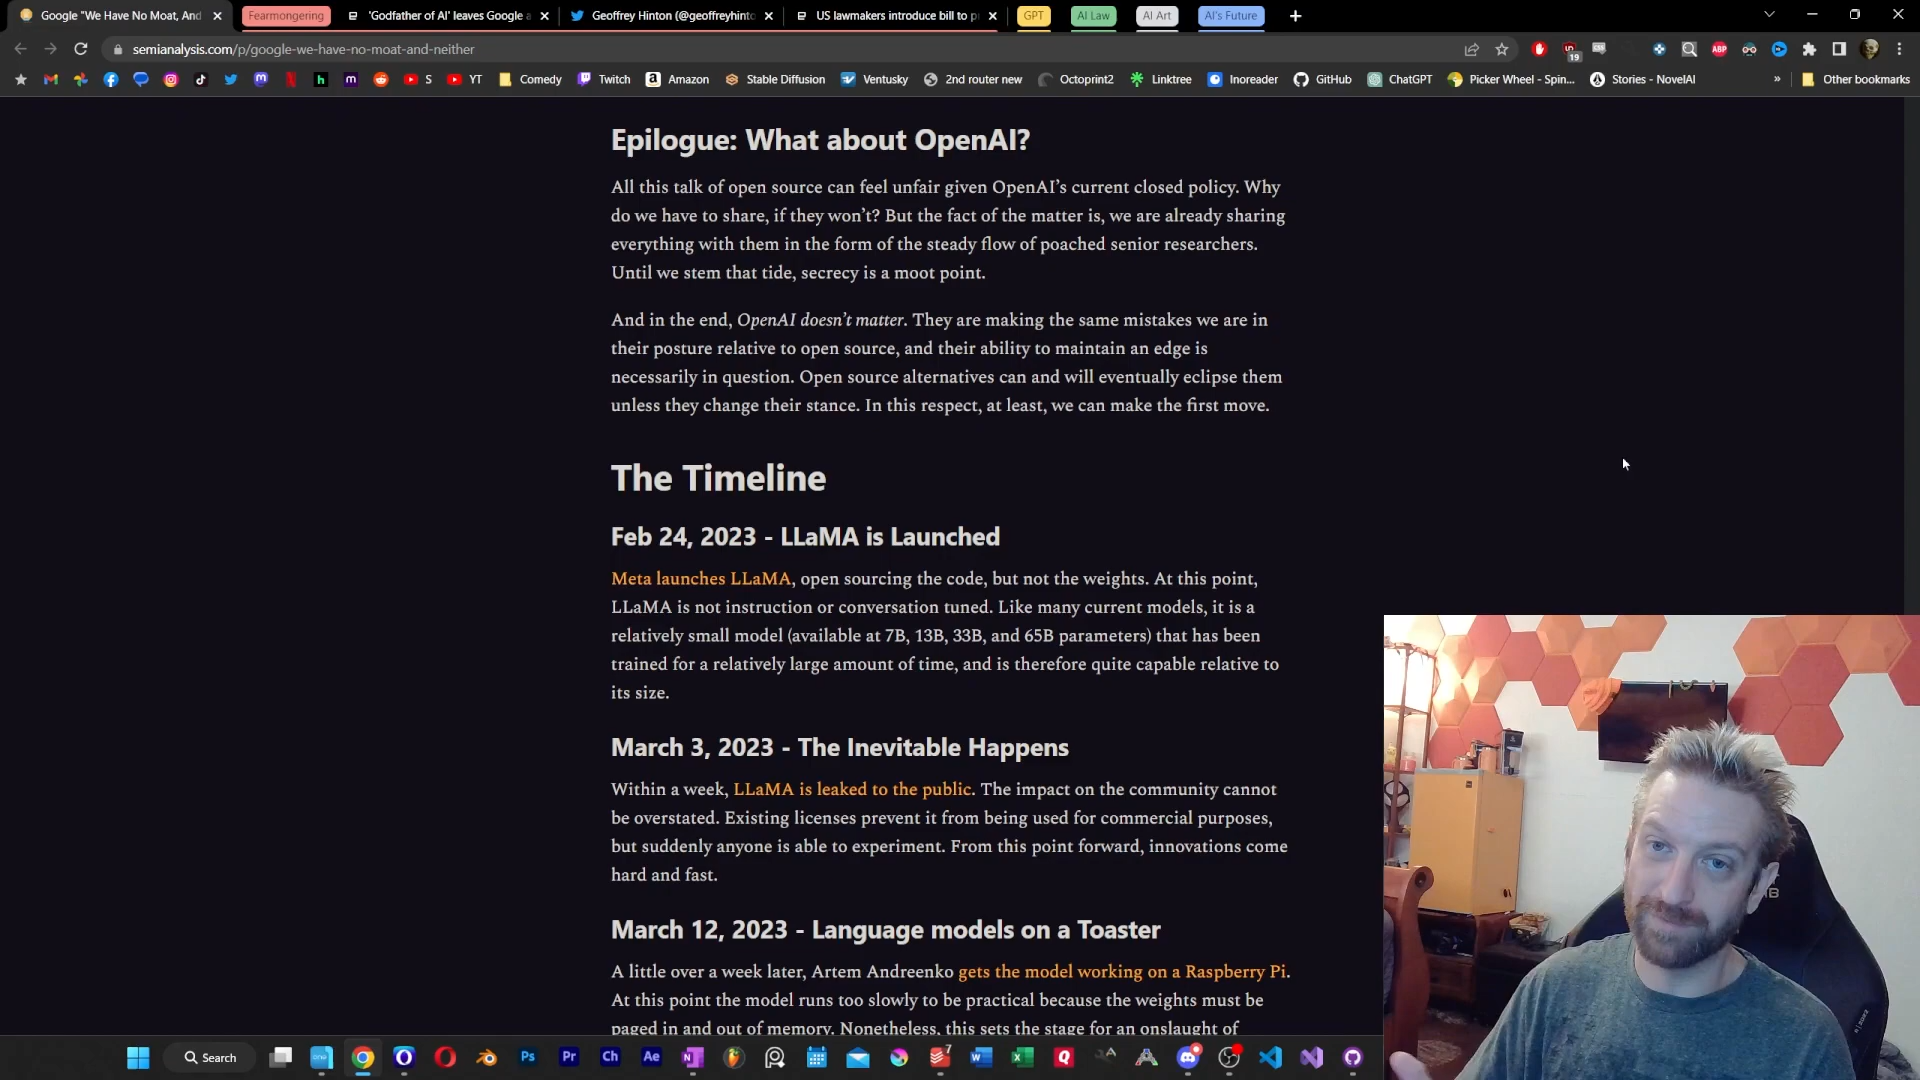 Google "We Have No Moat, And
Fearmongering
'Godfather of AI' leaves Google a
Geoffrey Hinton (@geoffreyhinto
US lawmakers introduce bill to p
GPT
AI Law
AI Art
AI's Future
semianalysis.com/p/google-we-have-no-moat-and-neither
19
ABP
S
YT
Comedy
Twitch
Amazon
Stable Diffusion
Ventusky
2nd router new
Octoprint2
Linktree
Inoreader
GitHub
ChatGPT
Picker Wheel - Spin...
Stories - NovelAI
»
Other bookmarks
Epilogue: What about OpenAI?
All this talk of open source can feel unfair given OpenAI’s current closed policy. Why
do we have to share, if they won’t? But the fact of the matter is, we are already sharing
everything with them in the form of the steady flow of poached senior researchers.
Until we stem that tide, secrecy is a moot point.
And in the end, OpenAI doesn’t matter. They are making the same mistakes we are in
their posture relative to open source, and their ability to maintain an edge is
necessarily in question. Open source alternatives can and will eventually eclipse them
unless they change their stance. In this respect, at least, we can make the first move.
The Timeline
Feb 24, 2023 - LLaMA is Launched
Meta launches LLaMA, open sourcing the code, but not the weights. At this point,
LLaMA is not instruction or conversation tuned. Like many current models, it is a
relatively small model (available at 7B, 13B, 33B, and 65B parameters) that has been
trained for a relatively large amount of time, and is therefore quite capable relative to
its size.
March 3, 2023 - The Inevitable Happens
Within a week, LLaMA is leaked to the public. The impact on the community cannot
be overstated. Existing licenses prevent it from being used for commercial purposes,
but suddenly anyone is able to experiment. From this point forward, innovations come
hard and fast.
March 12, 2023 - Language models on a Toaster
A little over a week later, Artem Andreenko gets the model working on a Raspberry Pi.
At this point the model runs too slowly to be practical because the weights must be
paged in and out of memory. Nonetheless, this sets the stage for an onslaught of
Search
Ps
Pr
Ch
Ae
7